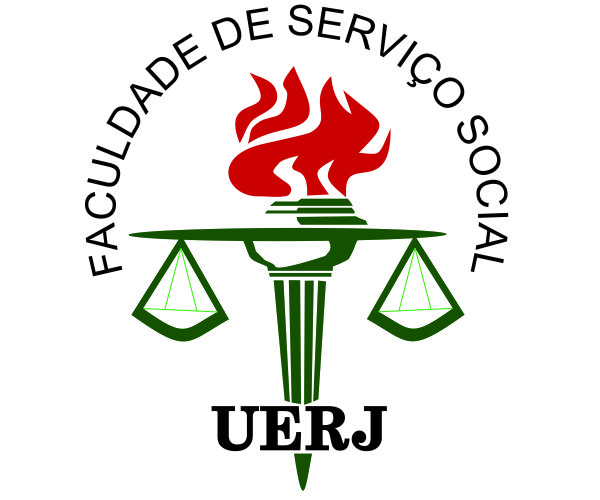 FACULDADE DE SERVIÇO SOCIAL
UERJ